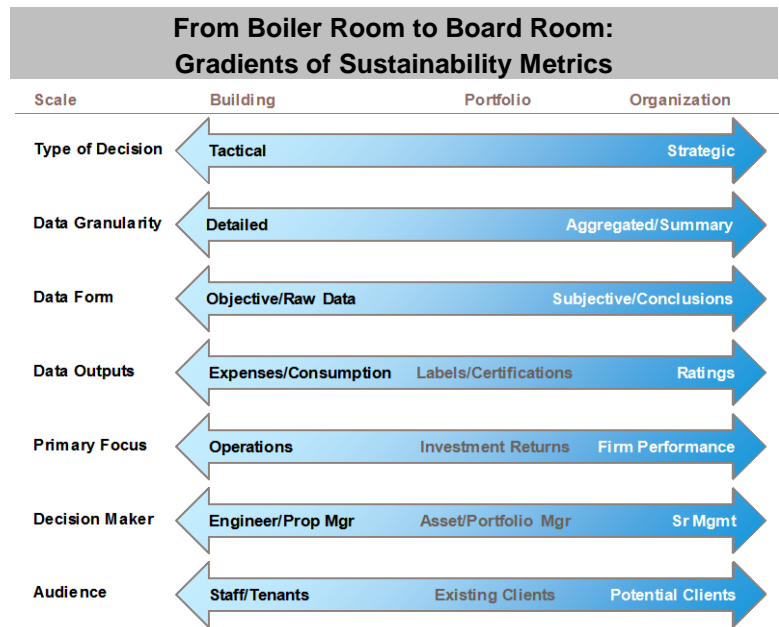 From Boiler Room to Board Room:
Gradients of Sustainability Metrics
Scale Building Portfolio Organization
Type of Decision Tactical Strategic
Data Granularity Detailed Aggregated/Summary
Data Form Objective/Raw Data Subjective/Conclusions
Data Outputs Expenses/Consumption Labels/Certifications Ratings
Primary Focus Operations Investment Returns Firm Performance
Decision Maker Engineer/Prop Mgr Asset/Portfolio Mgr Sr Mgmt
Audience Staff/Tenants Existing Clients Potential Clients